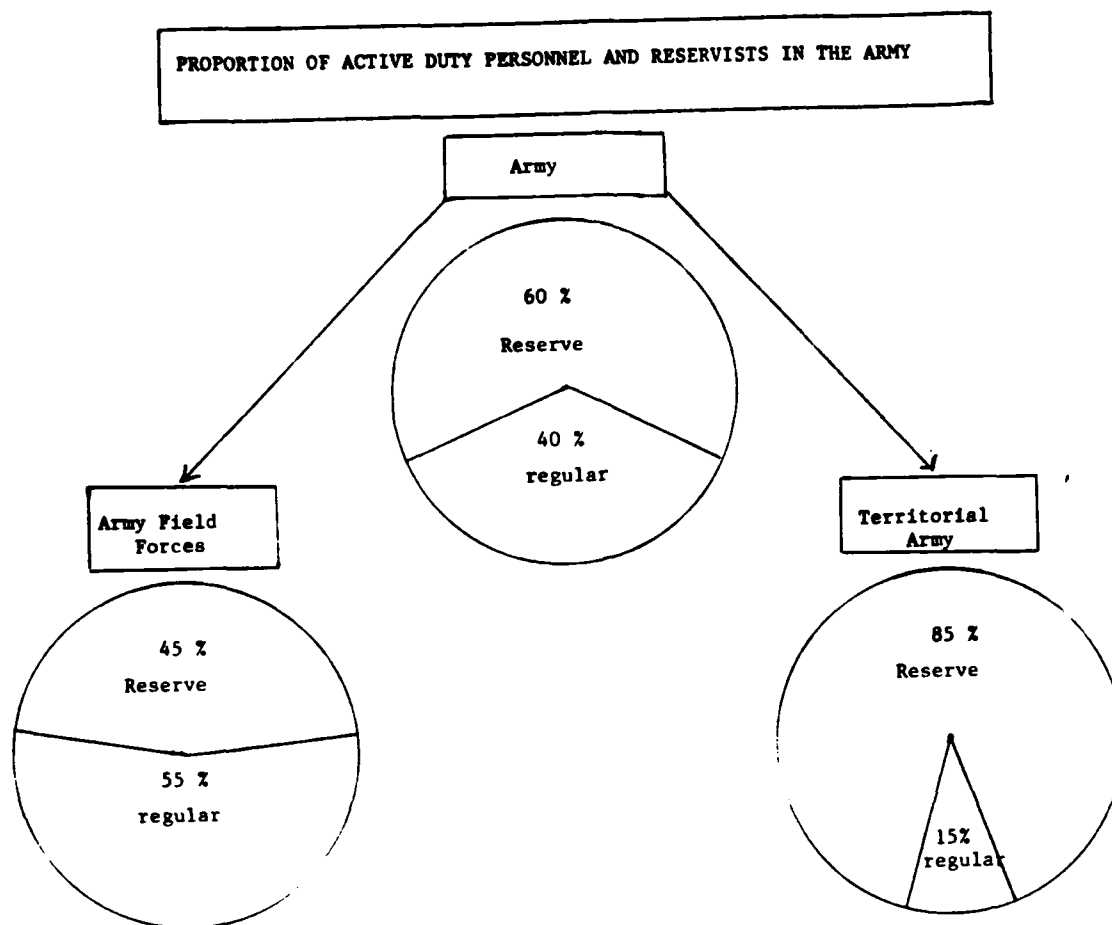 PROPORTION OF ACTIVE DUTY PERSONNEL AND RESERVISTS IN THE ARMY
Army
60 %
Reserve
40 %
regular
Army Field
Forces
45 %
Reserve
55 %
regular
Territorial
Army
85 %
Reserve
15%
regular